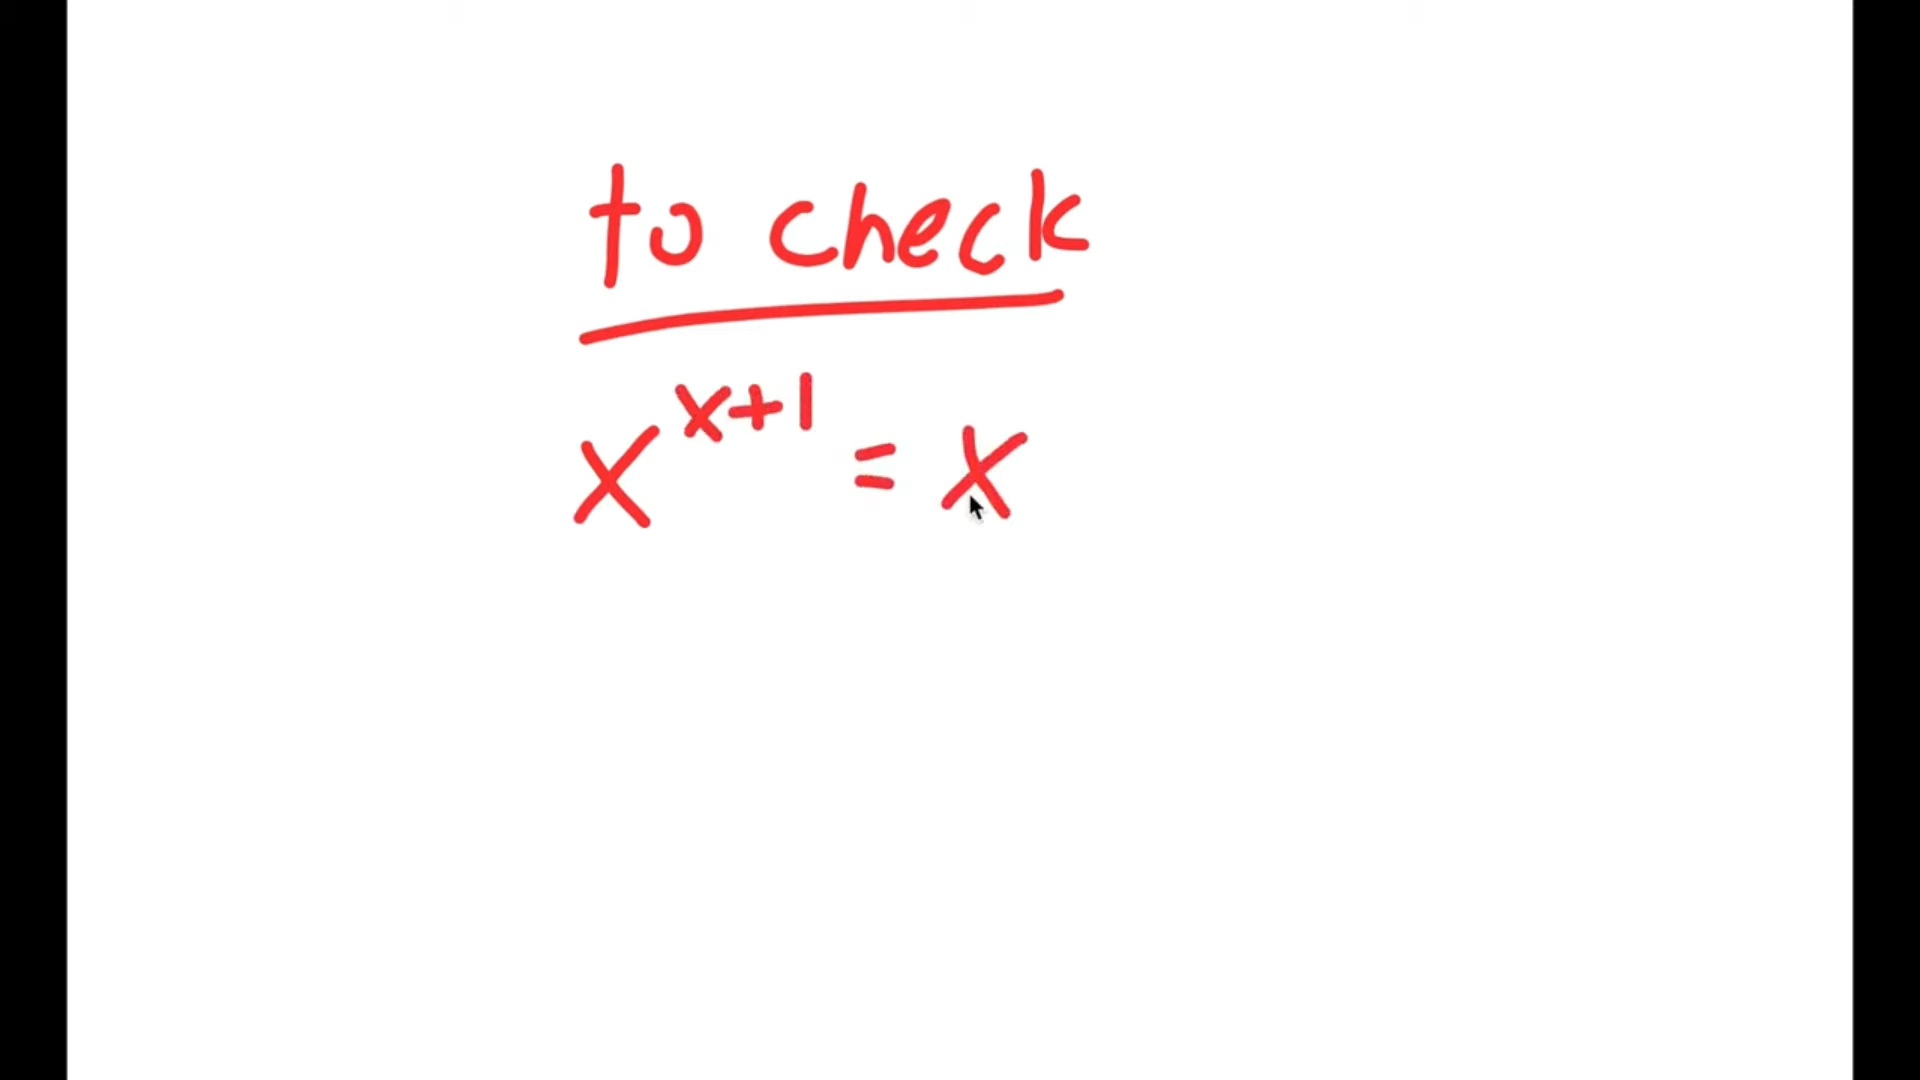 to check
x^{x+1} = x